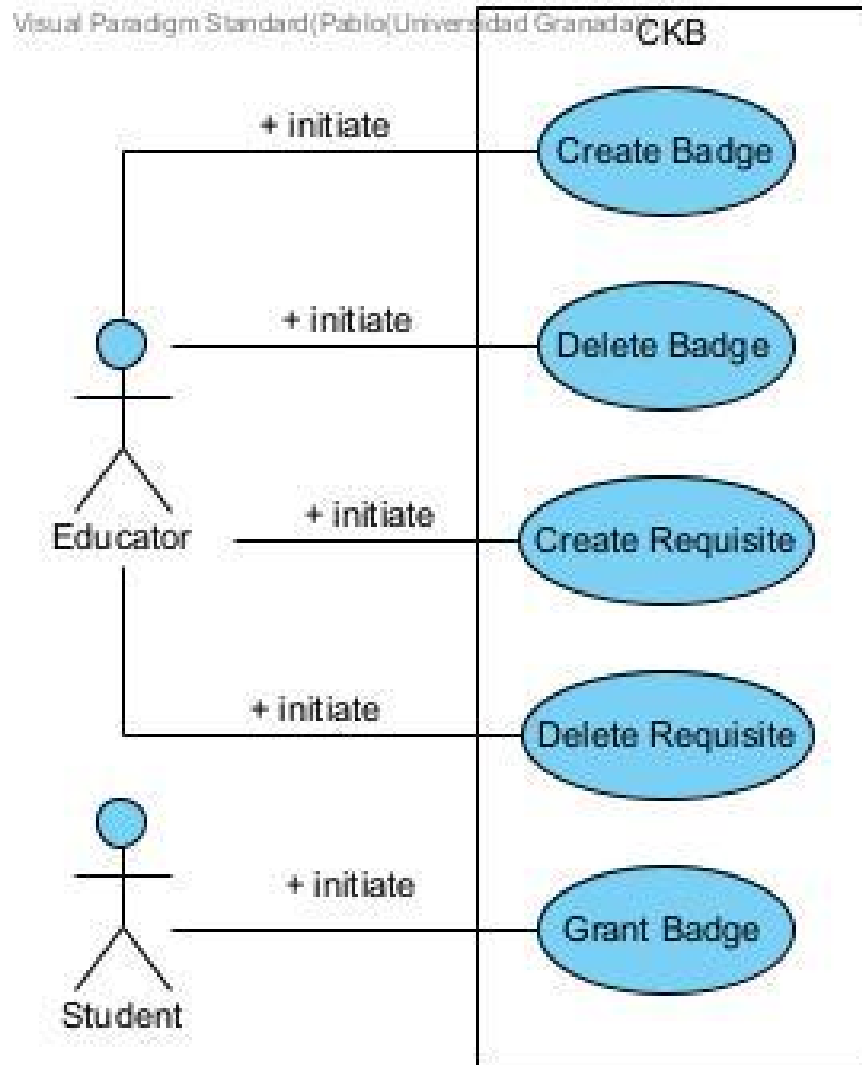 Visual Paradigm Standard(Pablo(Universidad Granada))
CKB
+ initiate
Create Badge
+ initiate
Delete Badge
+ initiate
Educator
Create Requisite
+ initiate
Delete Requisite
+ initiate
Grant Badge
Student